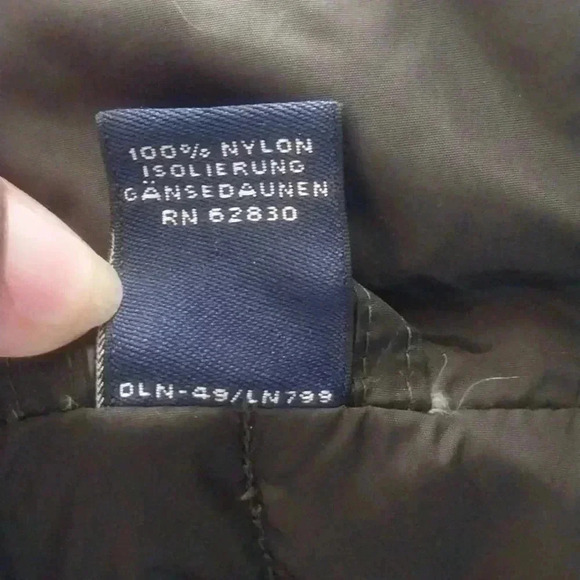 100% NYLON
ISOLIERUNG
GÄNSEDAUNEN
RN 62830
DLN-49/LN799